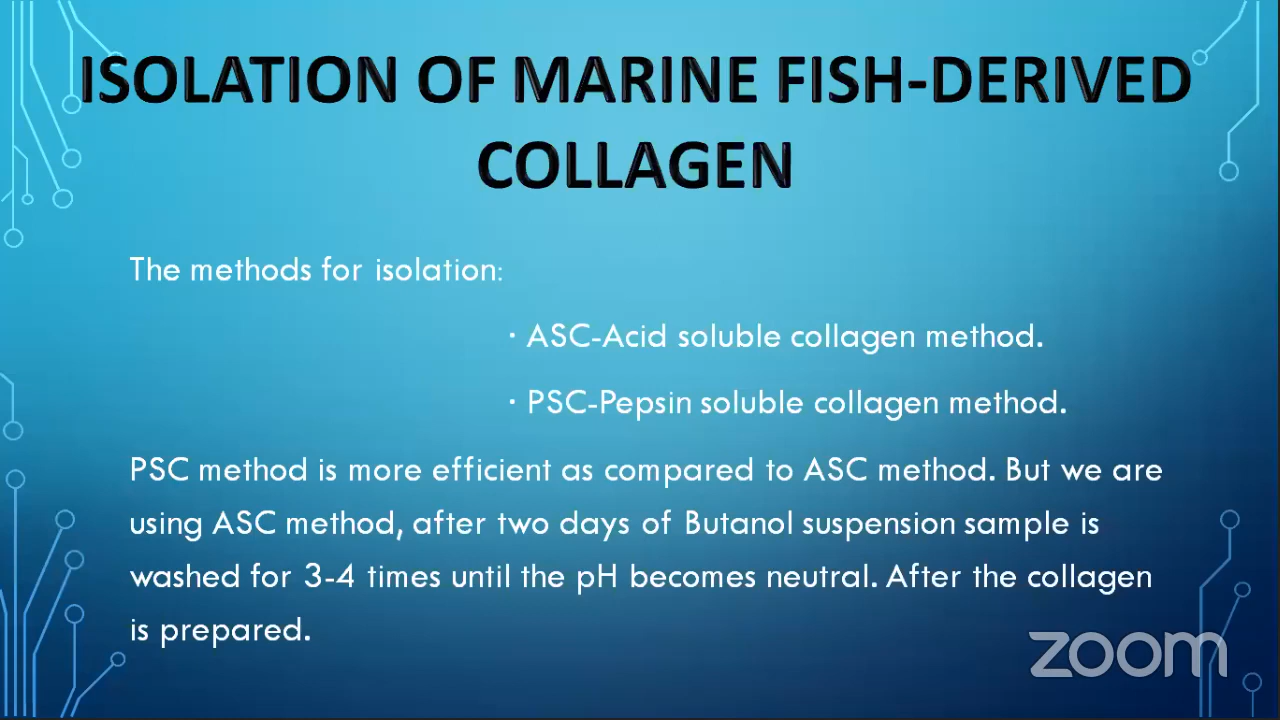 ISOLATION OF MARINE FISH-DERIVED
COLLAGEN
The methods for isolation:
· ASC-Acid soluble collagen method.
· PSC-Pepsin soluble collagen method.
PSC method is more efficient as compared to ASC method. But we are
using ASC method, after two days of Butanol suspension sample is
washed for 3-4 times until the pH becomes neutral. After the collagen
is prepared.
zoom